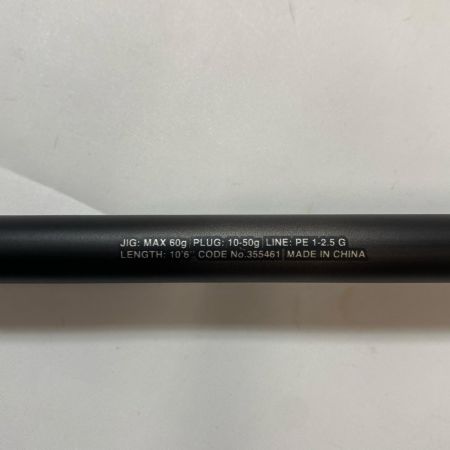 JIG: MAX 60g PLUG: 10-50g LINE: PE 1-2.5 G
LENGTH: 10'6" CODE No.355461 MADE IN CHINA